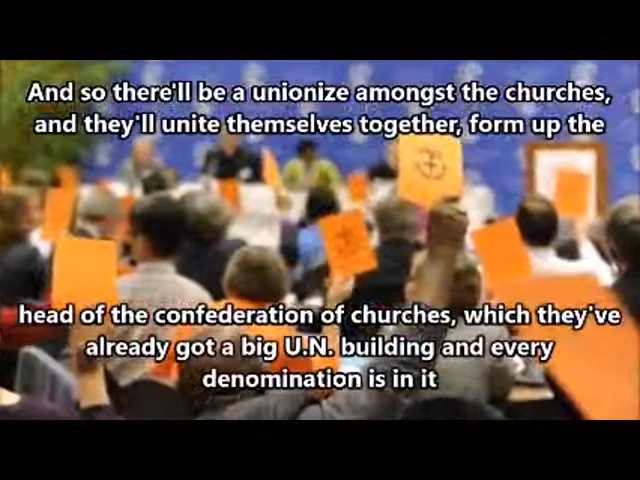 And so there'll be a unionize amongst the churches,
and they'll unite themselves together, form up the
head of the confederation of churches, which they've
already got a big U.N. building and every
denomination is in it